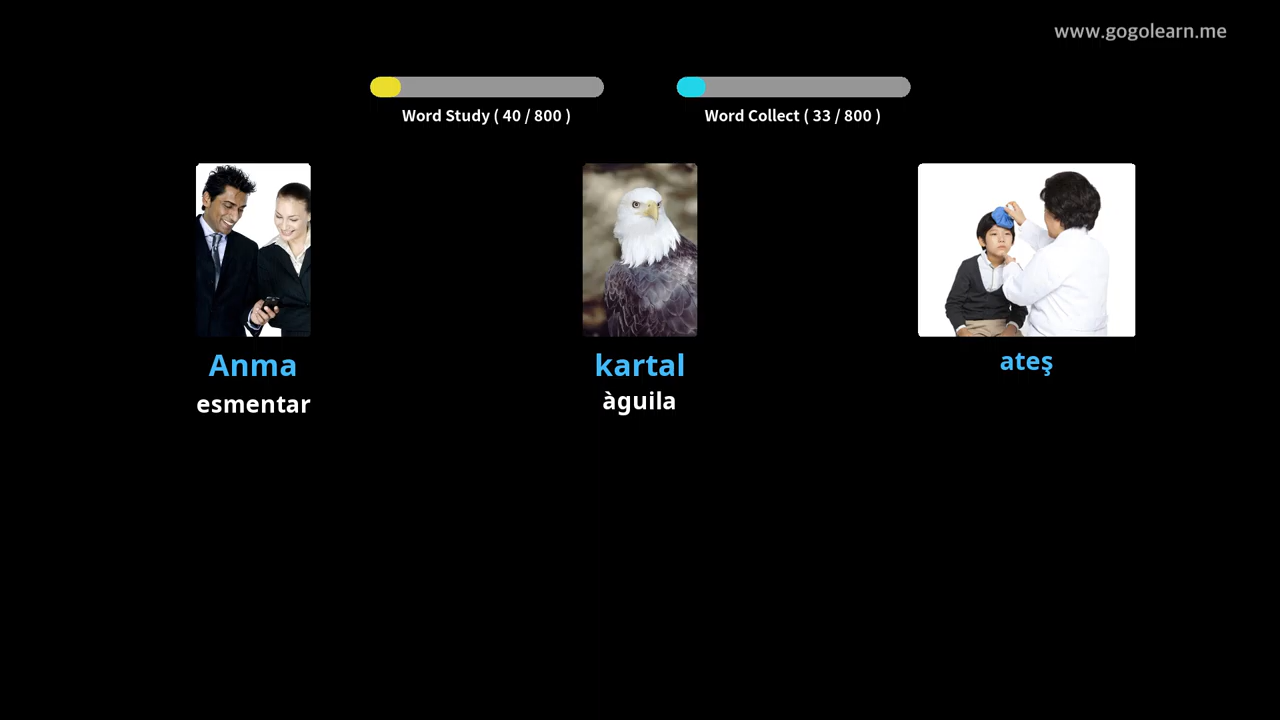 www.gogolearn.me
Word Study ( 40 / 800 )
Word Collect ( 33 / 800 )
Anma
esmentar
kartal
àguila
ateş